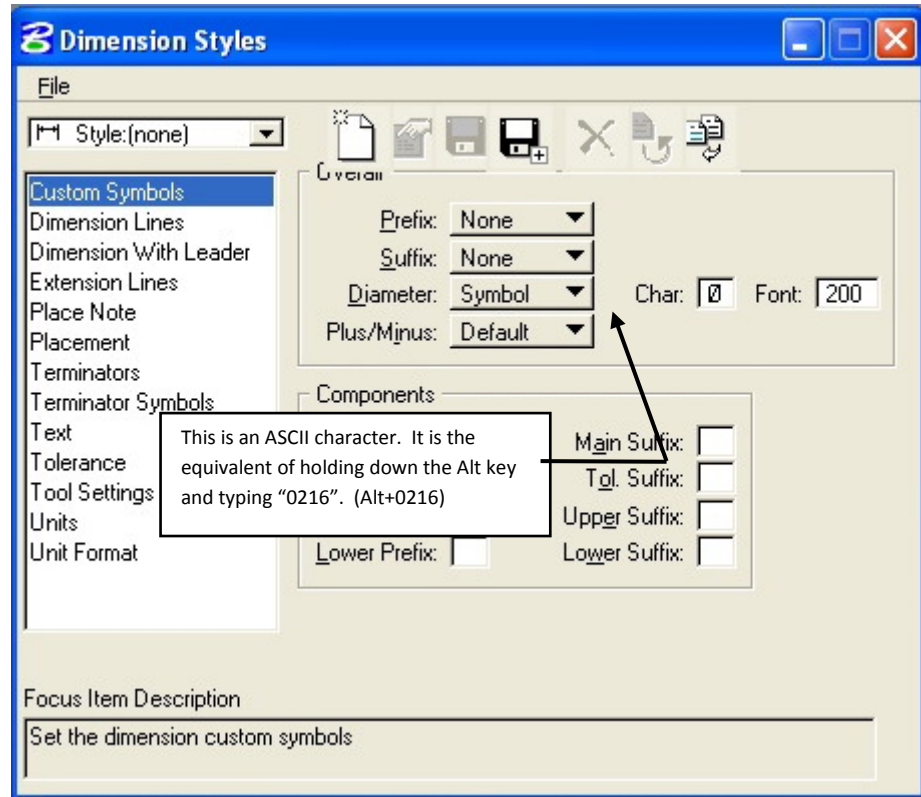 Dimension Styles
File
Style:(none)
Custom Symbols
Dimension Lines
Dimension With Leader
Extension Lines
Place Note
Placement
Terminators
Terminator Symbols
Text
Tolerance
Tool Settings
Units
Unit Format
Overall
Prefix: None
Suffix: None
Diameter: Symbol Char: Ø Font: 200
Plus/Minus: Default
Components
This is an ASCII character. It is the
equivalent of holding down the Alt key
and typing “0216”. (Alt+0216)
Main Suffix:
Tol. Suffix:
Upper Suffix:
Lower Prefix: Lower Suffix:
Focus Item Description
Set the dimension custom symbols